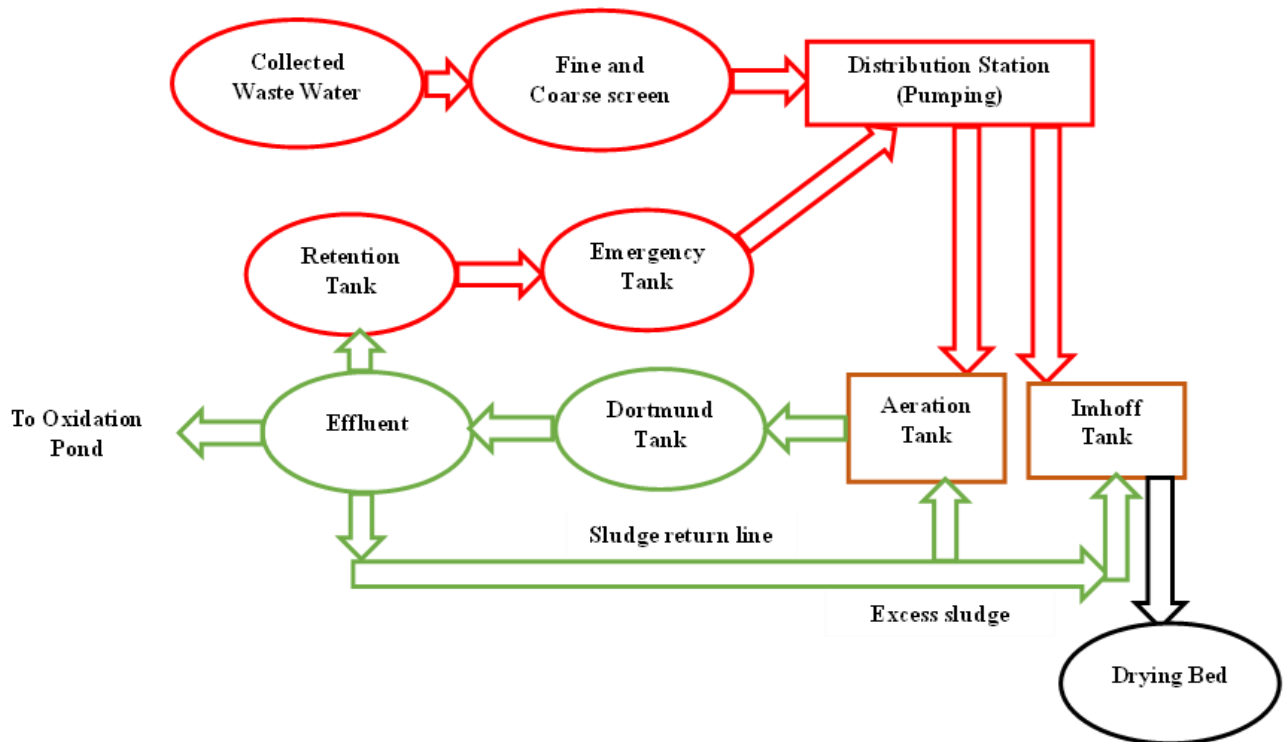 Collected
Waste Water
Fine and
Coarse screen
Distribution Station
(Pumping)
Retention
Tank
Emergency
Tank
To Oxidation
Pond
Effluent
Dortmund
Tank
Aeration
Tank
Imhoff
Tank
Sludge return line
Excess sludge
Drying Bed